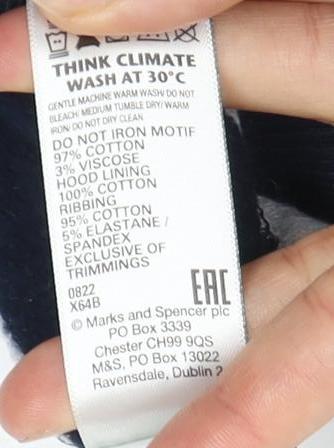 THINK CLIMATE
WASH AT 30°C
GENTLE MACHINE WARM WASH/ DO NOT
BLEACH/ MEDIUM TUMBLE DRY/ WARM
IRON/ DO NOT DRY CLEAN
DO NOT IRON MOTIF
97% COTTON
3% VISCOSE
HOOD LINING
100% COTTON
RIBBING
95% COTTON
5% ELASTANE /
SPANDEX
EXCLUSIVE OF
TRIMMINGS
0822
X64B
EAC
© Marks and Spencer plc
PO Box 3339
Chester CH99 9QS
M&S, PO BOX 13022
Ravensdale, Dublin 2